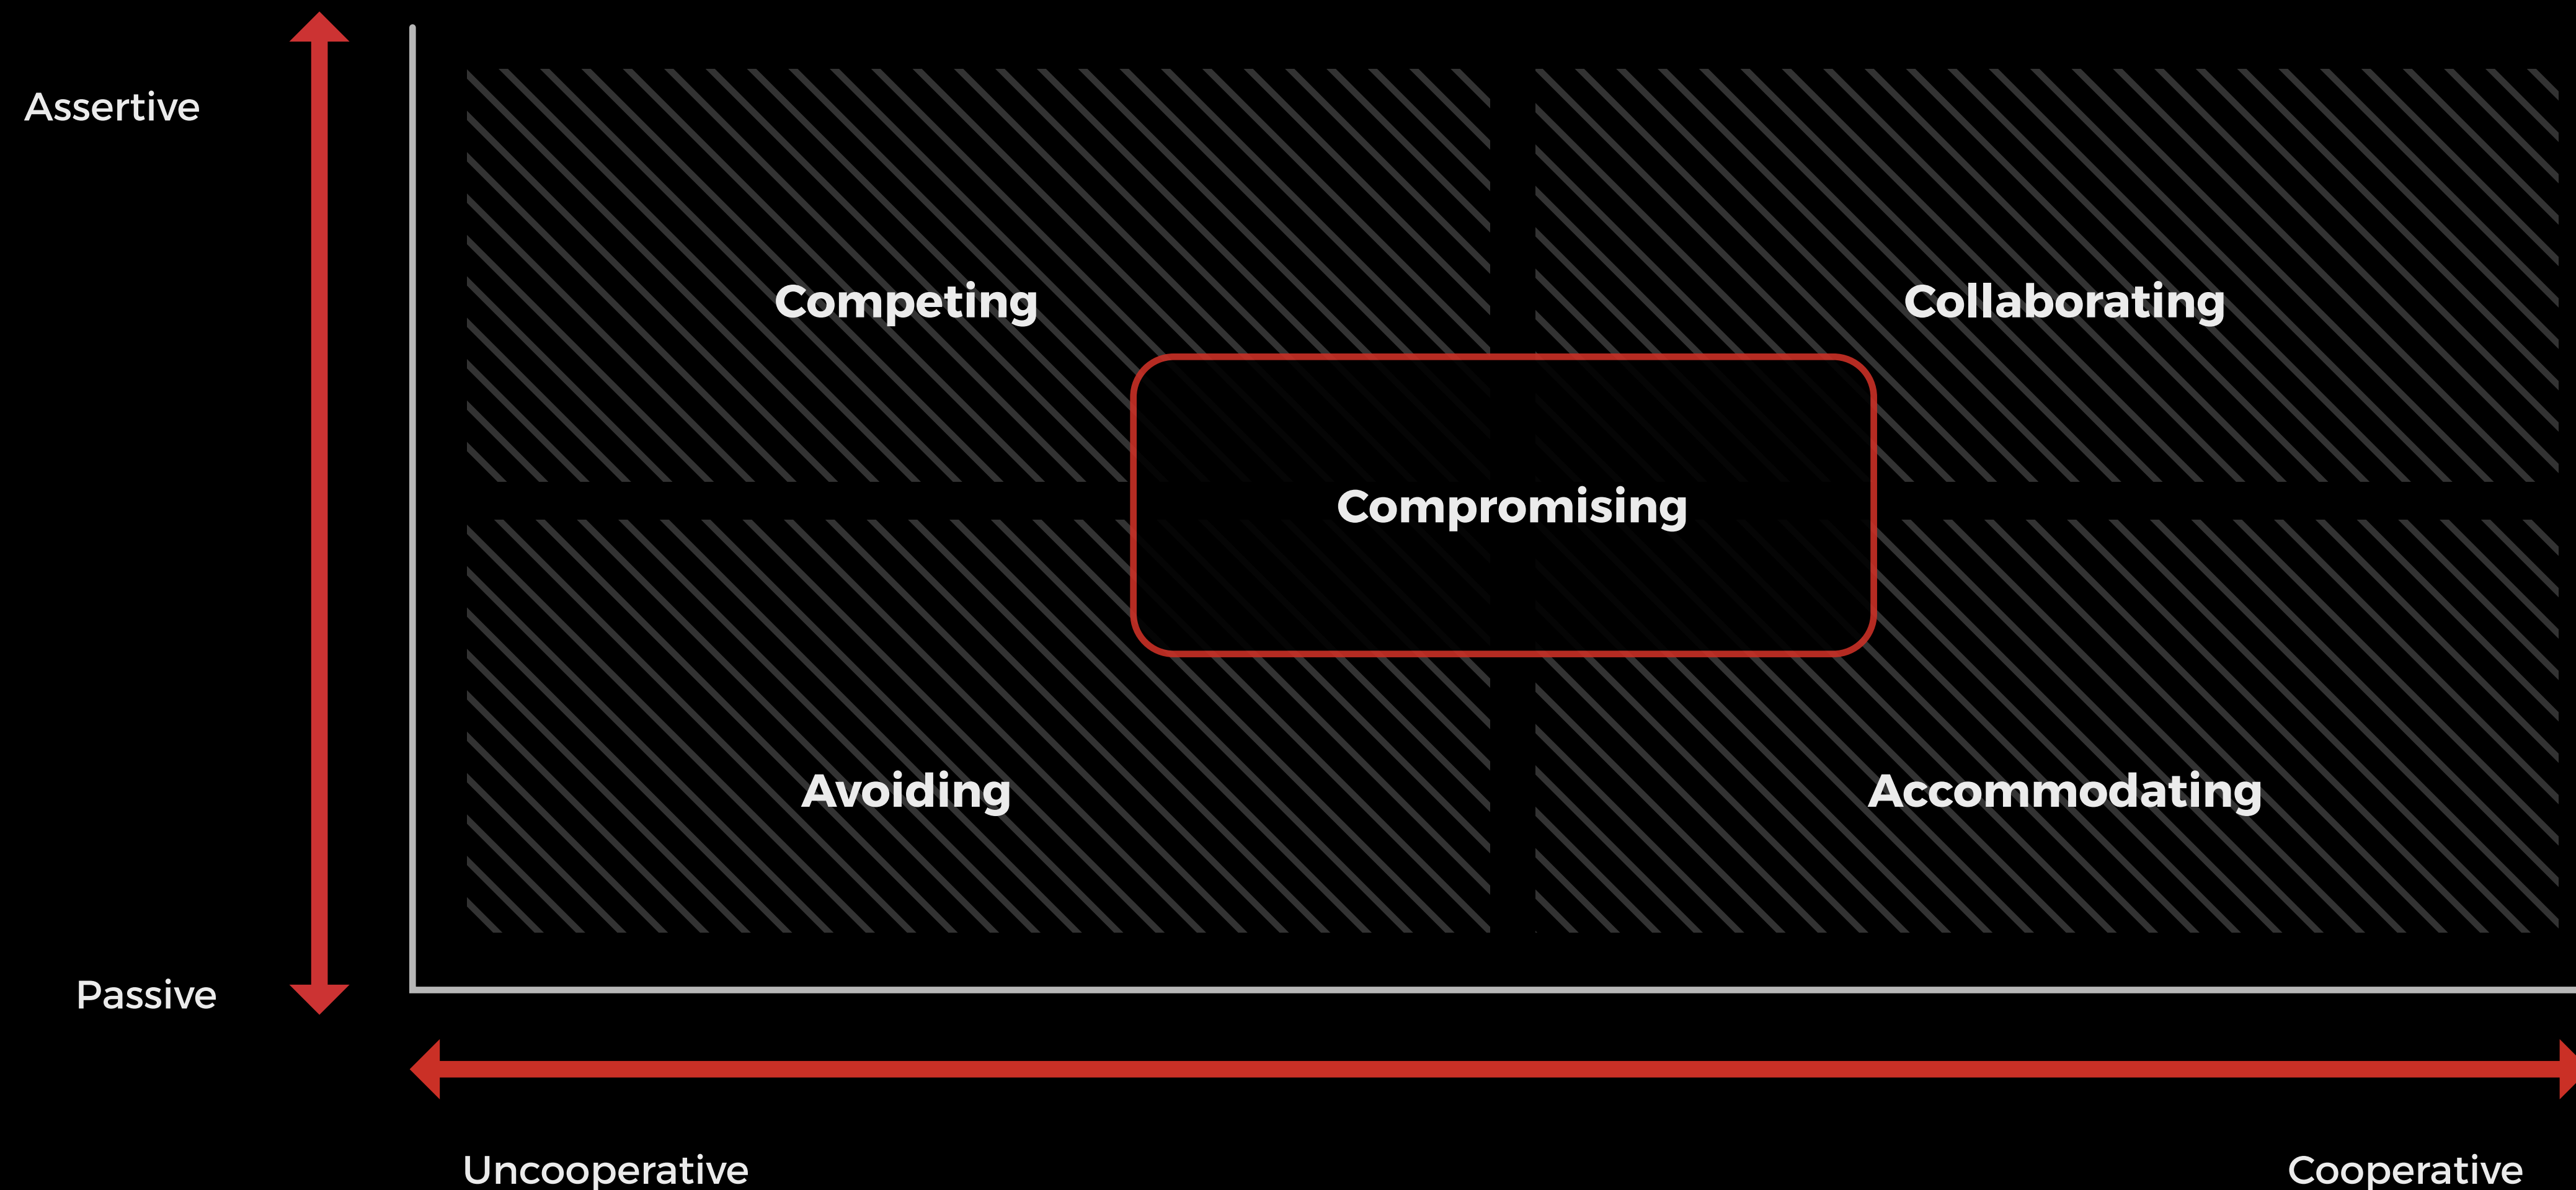 Assertive
Competing
Collaborating
Compromising
Avoiding
Accommodating
Passive
Uncooperative
Cooperative